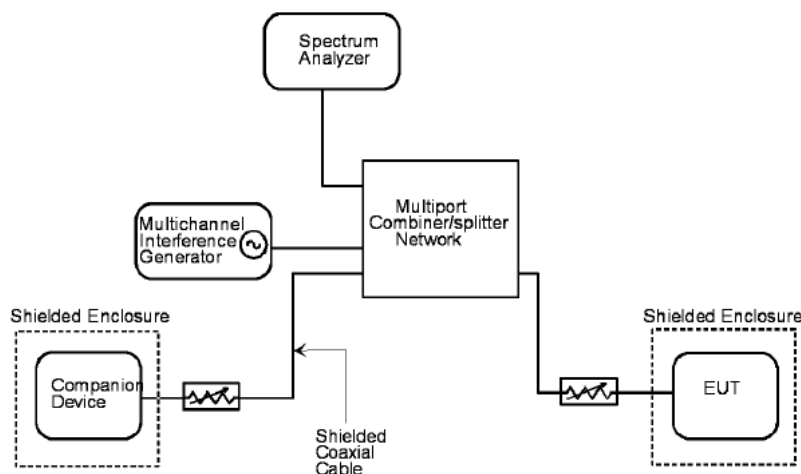 Spectrum
Analyzer
Multiport
Combiner/splitter
Network
Multichannel
Interference
Generator
Shielded Enclosure
Companion
Device
Shielded
Coaxial
Cable
Shielded Enclosure
EUT